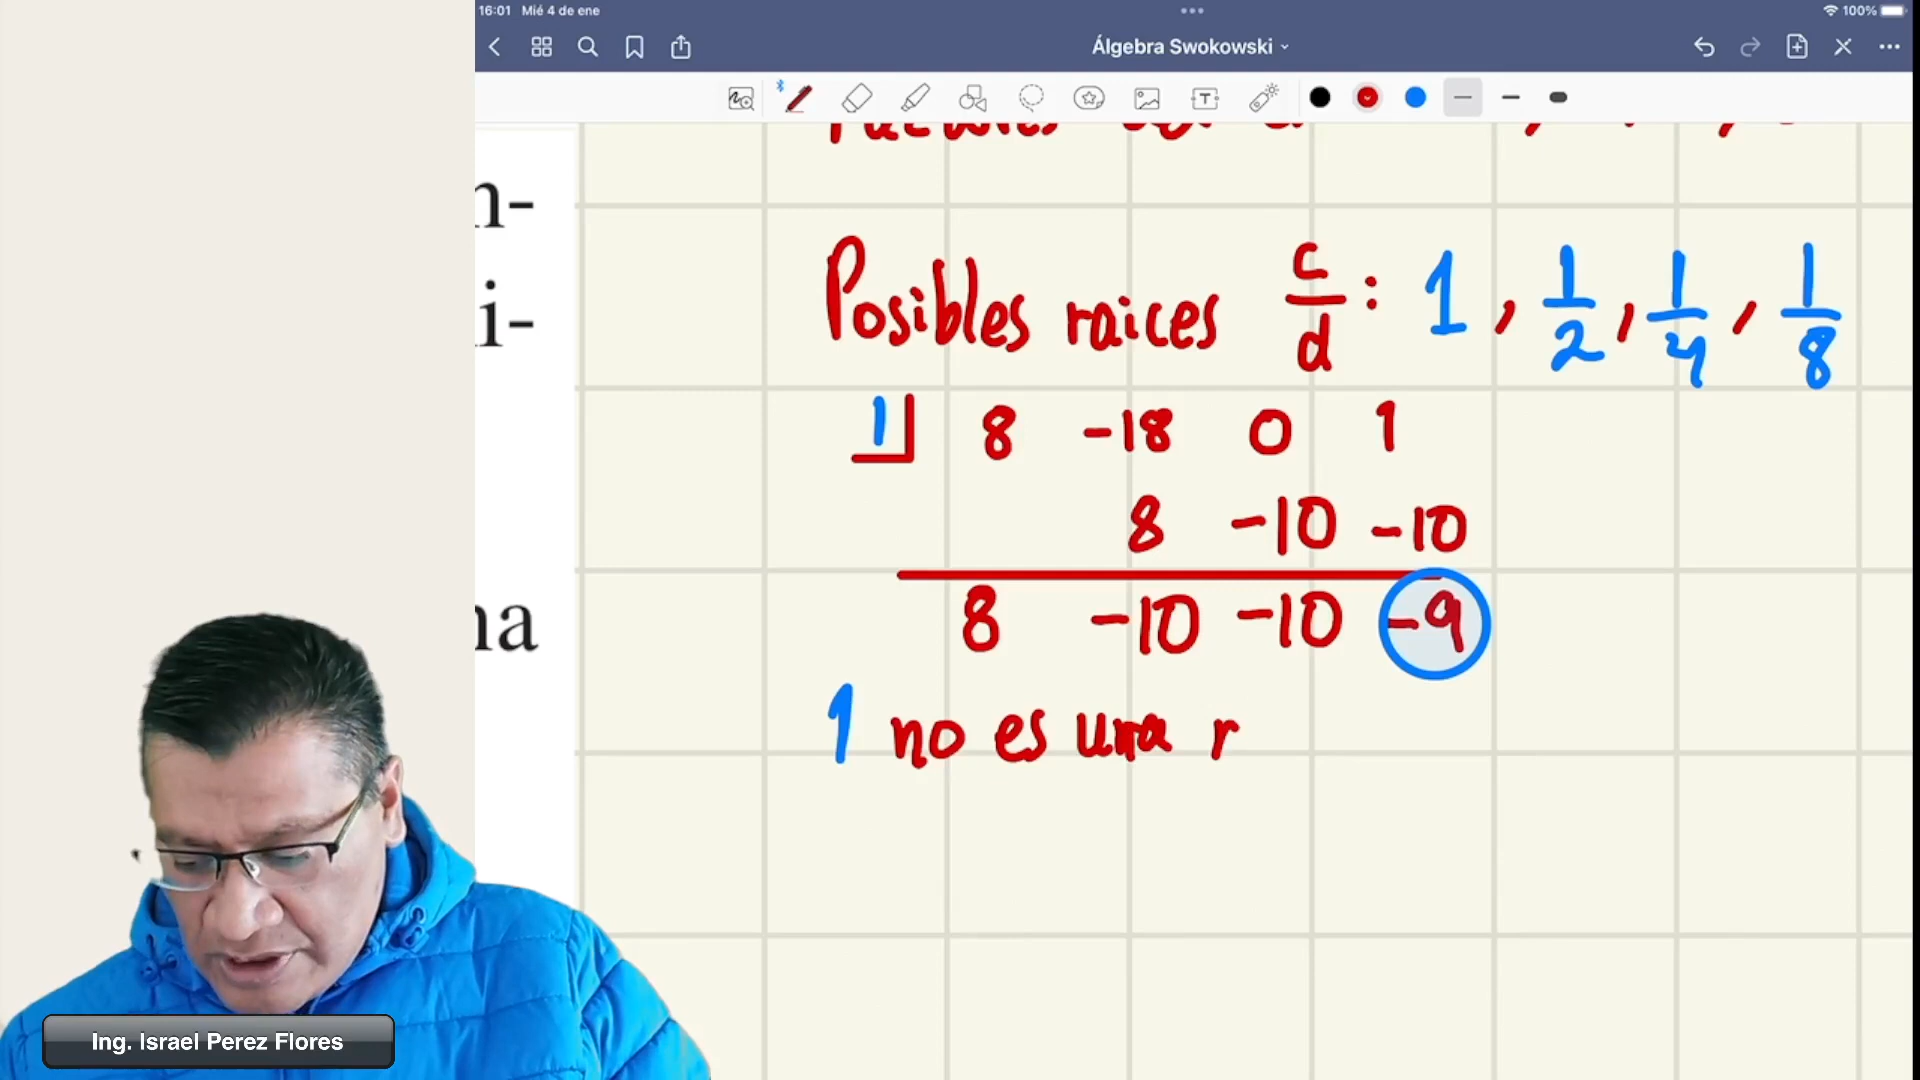 16:01 Mié 4 de ene
100%
Álgebra Swokowski
n-
i-
na
Posibles raices c/d : 1 , 1/2 , 1/4 , 1/8
1 8 -18 0 1
8 -10 -10
8 -10 -10 -9
1 no es una r
Ing. Israel Perez Flores